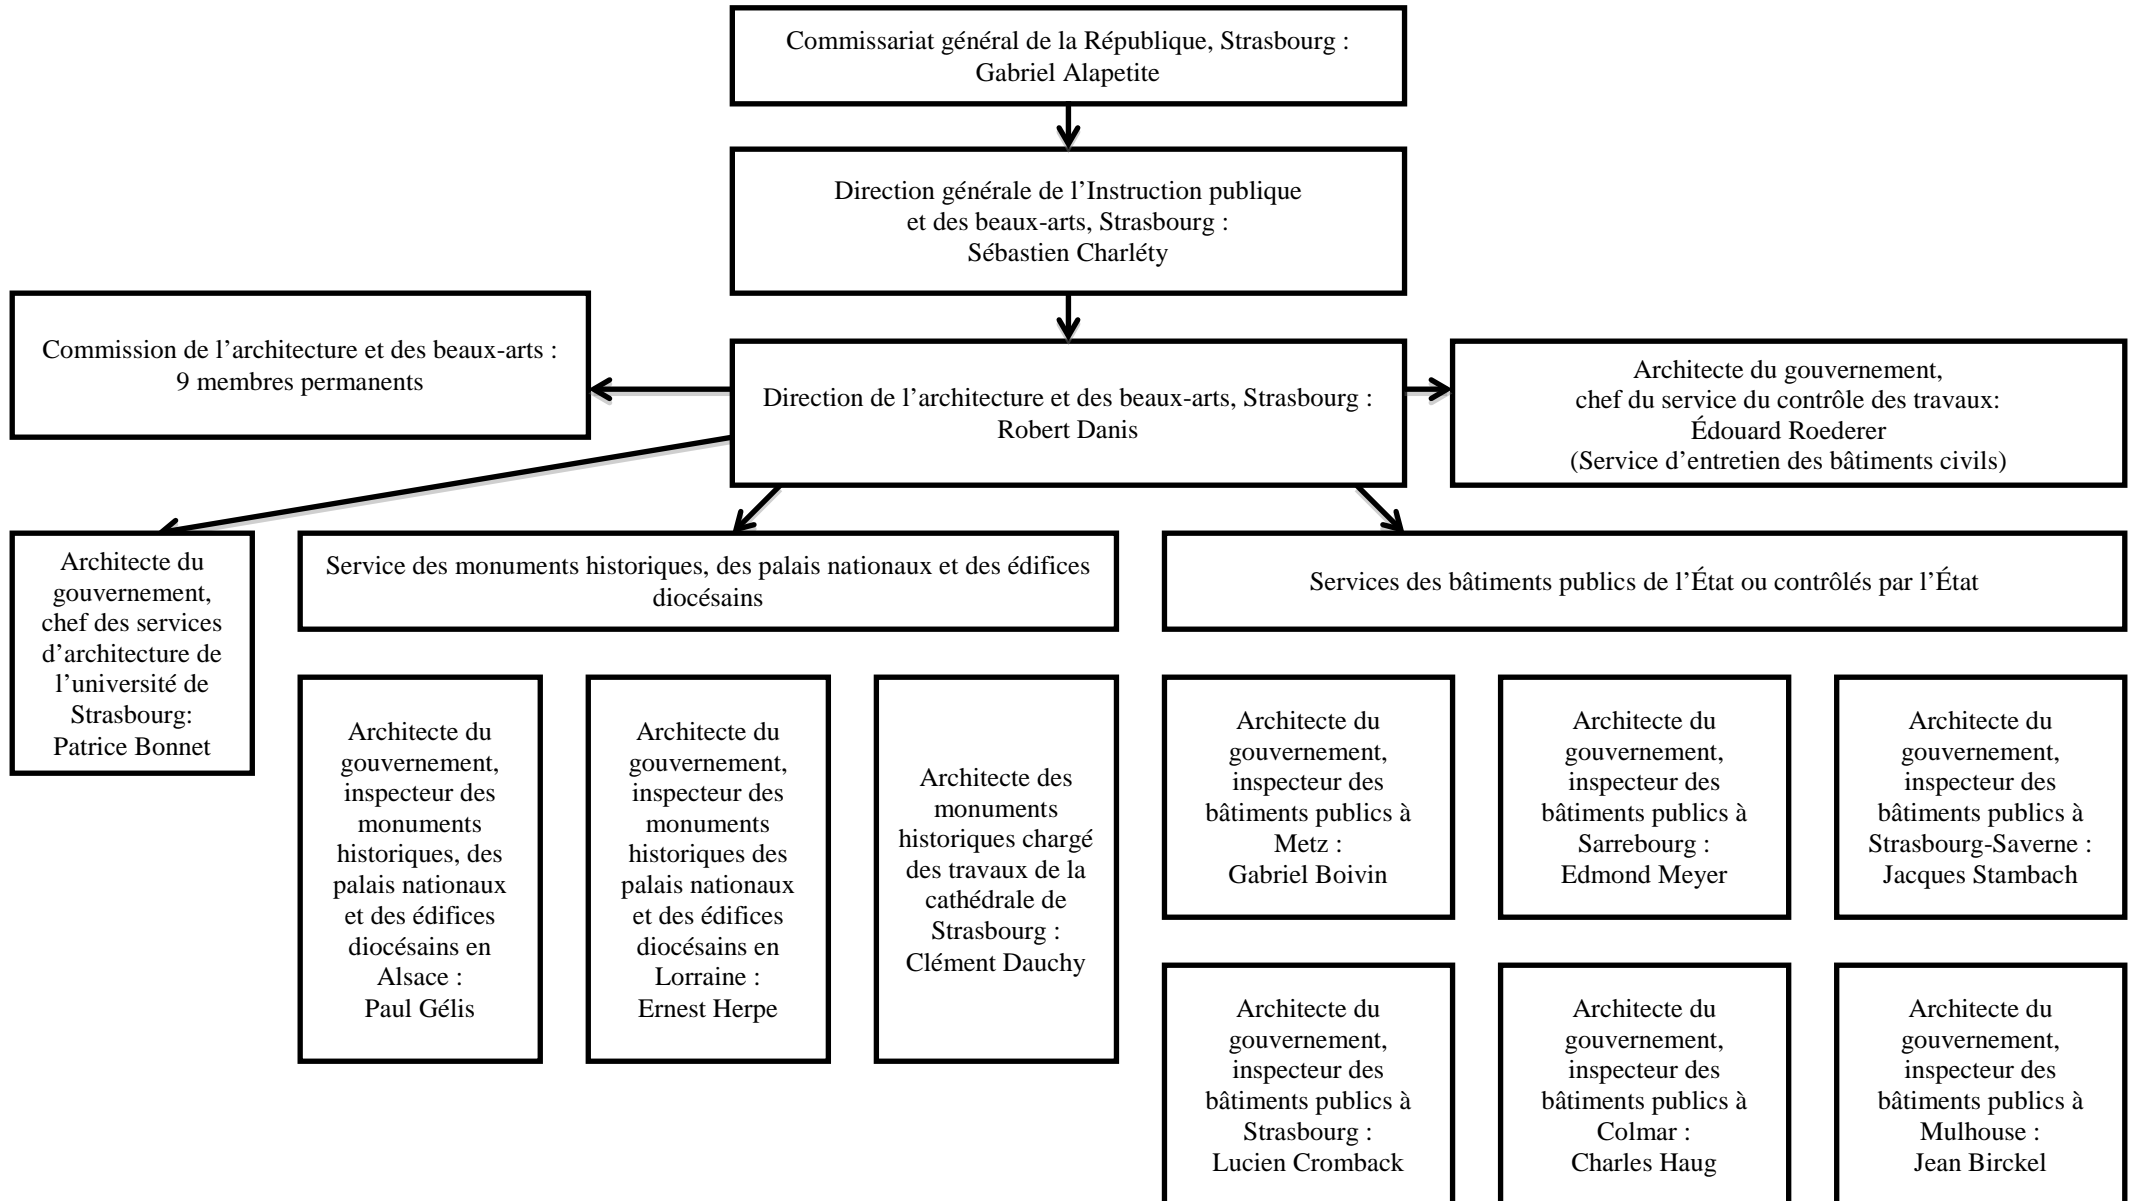 Commissariat général de la République, Strasbourg :
Gabriel Alapetite
Direction générale de l’Instruction publique
et des beaux-arts, Strasbourg :
Sébastien Charléty
Commission de l’architecture et des beaux-arts :
9 membres permanents
Direction de l’architecture et des beaux-arts, Strasbourg :
Robert Danis
Architecte du gouvernement,
chef du service du contrôle des travaux:
Édouard Roederer
(Service d’entretien des bâtiments civils)
Architecte du
gouvernement,
chef des services
d’architecture de
l’université de
Strasbourg:
Patrice Bonnet
Service des monuments historiques, des palais nationaux et des édifices
diocésains
Services des bâtiments publics de l’État ou contrôlés par l’État
Architecte du
gouvernement,
inspecteur des
monuments
historiques, des
palais nationaux
et des édifices
diocésains en
Alsace :
Paul Gélis
Architecte du
gouvernement,
inspecteur des
monuments
historiques des
palais nationaux
et des édifices
diocésains en
Lorraine :
Ernest Herpe
Architecte des
monuments
historiques chargé
des travaux de la
cathédrale de
Strasbourg :
Clément Dauchy
Architecte du
gouvernement,
inspecteur des
bâtiments publics à
Metz :
Gabriel Boivin
Architecte du
gouvernement,
inspecteur des
bâtiments publics à
Sarrebourg :
Edmond Meyer
Architecte du
gouvernement,
inspecteur des
bâtiments publics à
Strasbourg-Saverne :
Jacques Stambach
Architecte du
gouvernement,
inspecteur des
bâtiments publics à
Strasbourg :
Lucien Cromback
Architecte du
gouvernement,
inspecteur des
bâtiments publics à
Colmar :
Charles Haug
Architecte du
gouvernement,
inspecteur des
bâtiments publics à
Mulhouse :
Jean Birckel